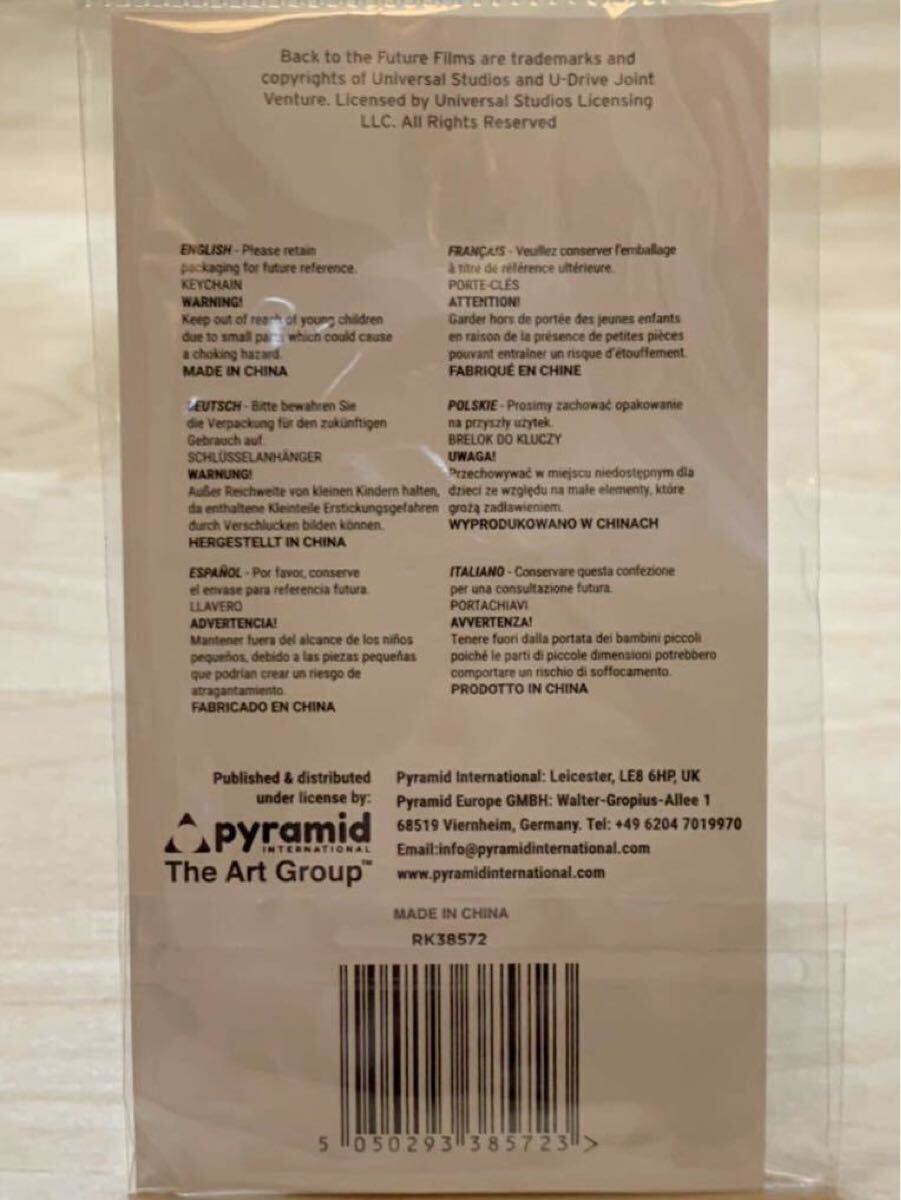 Back to the Future Films are trademarks and
copyrights of Universal Studios and U-Drive Joint
Venture. Licensed by Universal Studios Licensing
LLC. All Rights Reserved
ENGLISH - Please retain
packaging for future reference.
KEYCHAIN
WARNING!
Keep out of reach of young children
due to small parts which could cause
a choking hazard.
MADE IN CHINA
FRANÇAIS - Veuillez conserver l'emballage
à titre de référence ultérieure.
PORTE-CLÉS
ATTENTION!
Garder hors de portée des jeunes enfants
en raison de la présence de petites pièces
pouvant entraîner un risque d'étouffement.
FABRIQUÉ EN CHINE
DEUTSCH - Bitte bewahren Sie
die Verpackung für den zukünftigen
Gebrauch auf.
SCHLÜSSELANHÄNGER
WARNUNG!
Außer Reichweite von kleinen Kindern halten,
da enthaltene Kleinteile Erstickungsgefahren
durch Verschlucken bilden können.
HERGESTELLT IN CHINA
POLSKIE - Prosimy zachować opakowanie
na przyszły użytek.
BRELOK DO KLUCZY
UWAGA!
Przechowywać w miejscu niedostępnym dla
dzieci ze względu na małe elementy, które
grożą zadławieniem.
WYPRODUKOWANO W CHINACH
ESPAÑOL - Por favor, conserve
el envase para referencia futura.
LLAVERO
ADVERTENCIA!
Mantener fuera del alcance de los niños
pequeños, debido a las piezas pequeñas
que podrían crear un riesgo de
atragantamiento.
FABRICADO EN CHINA
ITALIANO - Conservare questa confezione
per una consultazione futura.
PORTACHIAVI
AVVERTENZA!
Tenere fuori dalla portata dei bambini piccoli
poiché le parti di piccole dimensioni potrebbero
comportare un rischio di soffocamento.
PRODOTTO IN CHINA
Published & distributed
under license by:
pyramid
INTERNATIONAL
The Art Group™
Pyramid International: Leicester, LE8 6HP, UK
Pyramid Europe GMBH: Walter-Gropius-Allee 1
68519 Viernheim, Germany. Tel: +49 6204 7019970
Email:info@pyramidinternational.com
www.pyramidinternational.com
MADE IN CHINA
RK38572
5 050293 385723 >